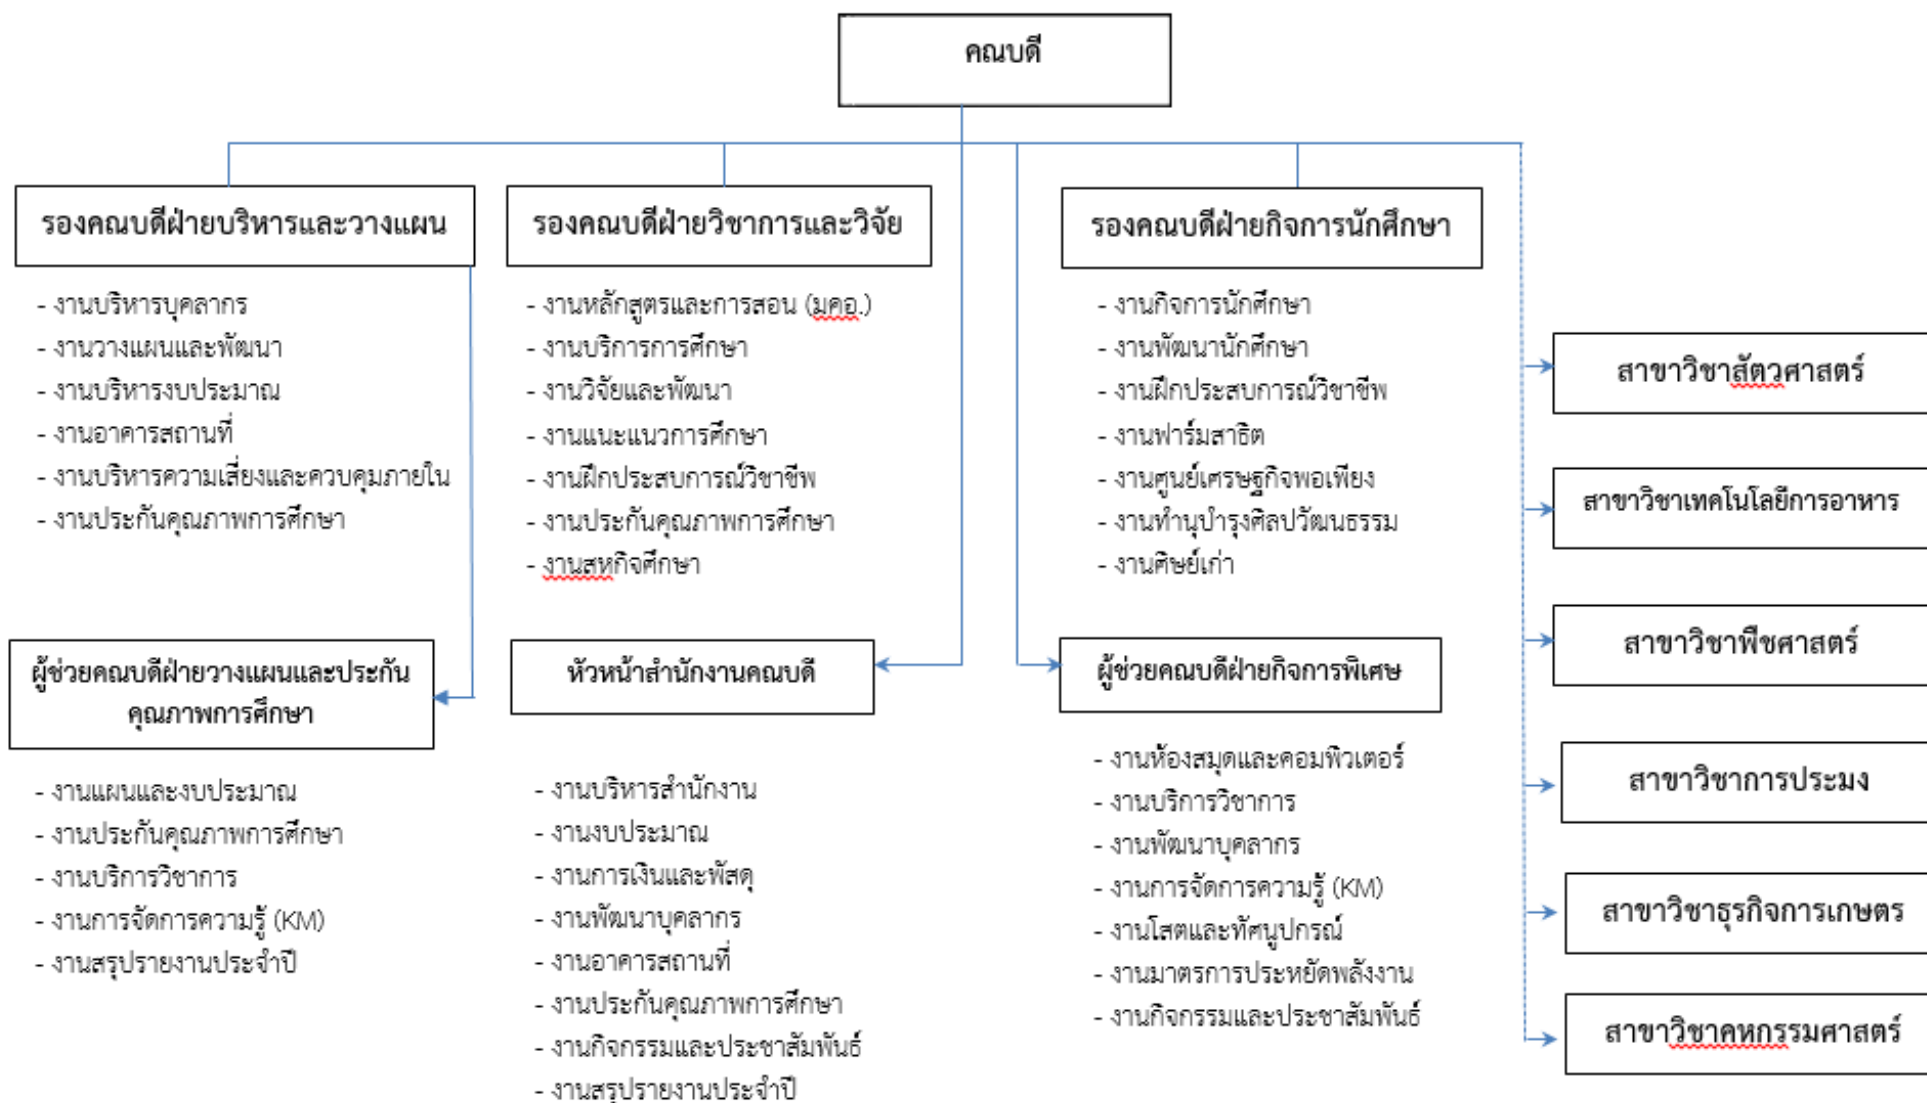 คณบดี
รองคณบดีฝ่ายบริหารและวางแผน
- งานบริหารบุคลากร
- งานวางแผนและพัฒนา
- งานบริหารงบประมาณ
- งานอาคารสถานที่
- งานบริหารความเสี่ยงและควบคุมภายใน
- งานประกันคุณภาพการศึกษา
รองคณบดีฝ่ายวิชาการและวิจัย
- งานหลักสูตรและการสอน (มคอ.)
- งานบริการการศึกษา
- งานวิจัยและพัฒนา
- งานแนะแนวการศึกษา
- งานฝึกประสบการณ์วิชาชีพ
- งานประกันคุณภาพการศึกษา
- งานสหกิจศึกษา
รองคณบดีฝ่ายกิจการนักศึกษา
- งานกิจการนักศึกษา
- งานพัฒนานักศึกษา
- งานฝึกประสบการณ์วิชาชีพ
- งานฟาร์มสาธิต
- งานศูนย์เศรษฐกิจพอเพียง
- งานทำนุบำรุงศิลปวัฒนธรรม
- งานศิษย์เก่า
ผู้ช่วยคณบดีฝ่ายวางแผนและประกัน
คุณภาพการศึกษา
- งานแผนและงบประมาณ
- งานประกันคุณภาพการศึกษา
- งานบริการวิชาการ
- งานการจัดการความรู้ (KM)
- งานสรุปรายงานประจำปี
หัวหน้าสำนักงานคณบดี
- งานบริหารสำนักงาน
- งานงบประมาณ
- งานการเงินและพัสดุ
- งานพัฒนาบุคลากร
- งานอาคารสถานที่
- งานประกันคุณภาพการศึกษา
- งานกิจกรรมและประชาสัมพันธ์
- งานสรุปรายงานประจำปี
ผู้ช่วยคณบดีฝ่ายกิจการพิเศษ
- งานห้องสมุดและคอมพิวเตอร์
- งานบริการวิชาการ
- งานพัฒนาบุคลากร
- งานการจัดการความรู้ (KM)
- งานโสตและทัศนูปกรณ์
- งานมาตรการประหยัดพลังงาน
- งานกิจกรรมและประชาสัมพันธ์
สาขาวิชาสัตวศาสตร์
สาขาวิชาเทคโนโลยีการอาหาร
สาขาวิชาพืชศาสตร์
สาขาวิชาการประมง
สาขาวิชาธุรกิจการเกษตร
สาขาวิชาคหกรรมศาสตร์